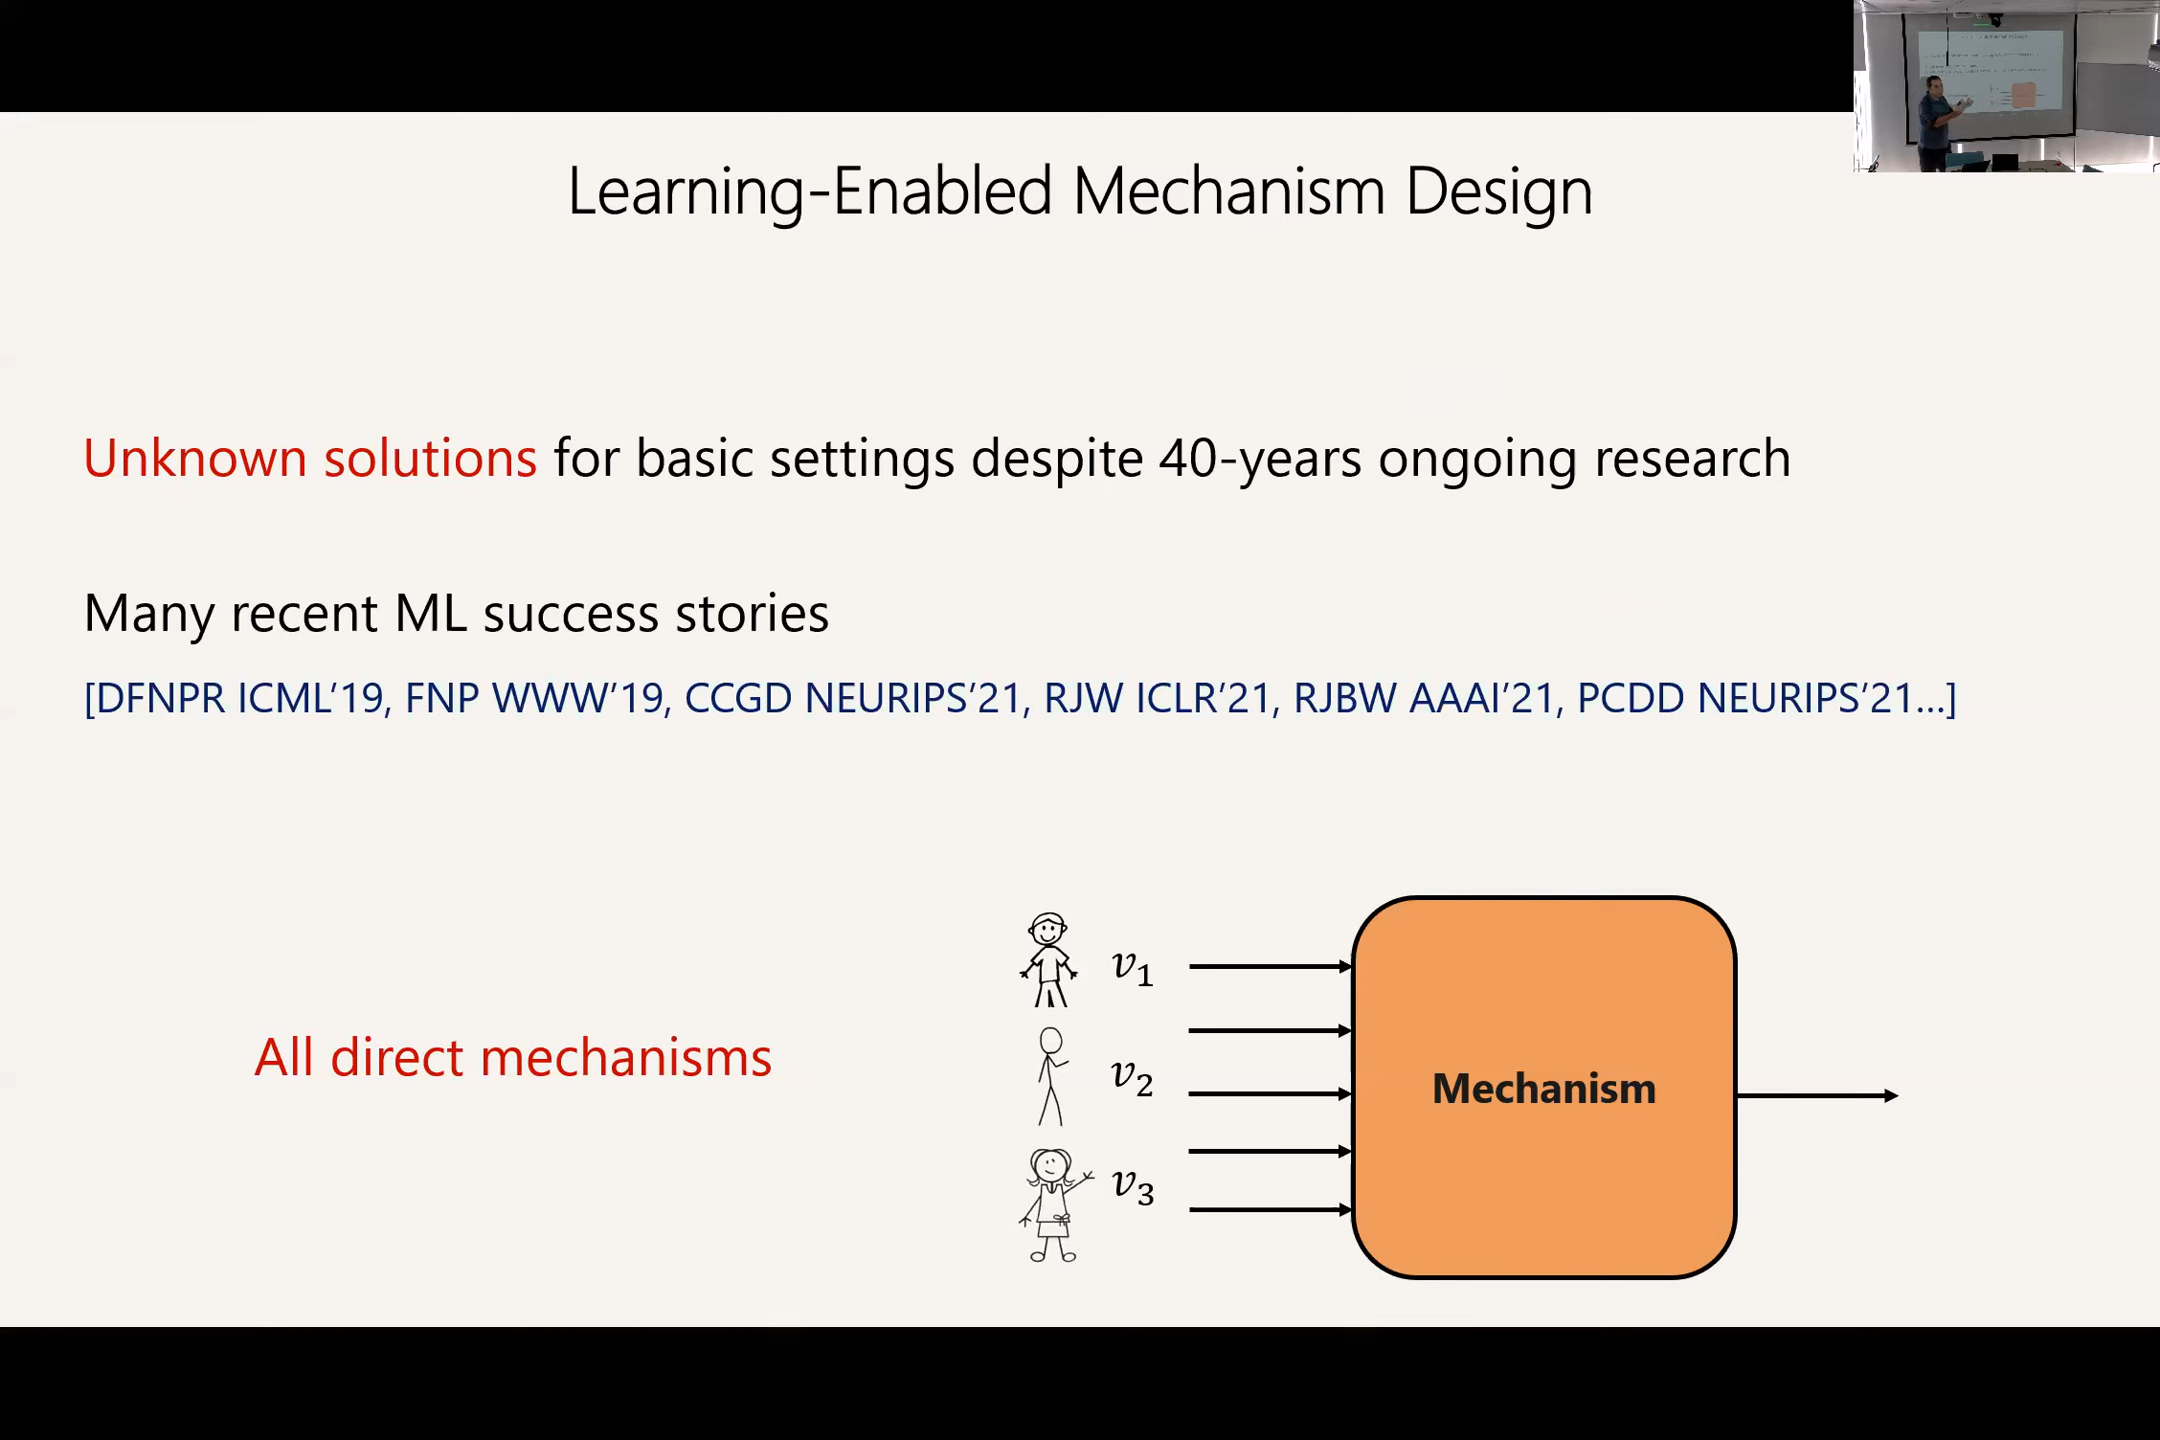 Learning-Enabled Mechanism Design
Unknown solutions for basic settings despite 40-years ongoing research
Many recent ML success stories
[DFNPR ICML‘19, FNP WWW’19, CCGD NEURIPS’21, RJW ICLR’21, RJBW AAAI’21, PCDD NEURIPS’21...]
All direct mechanisms
v₁
v₂
v₃
Mechanism